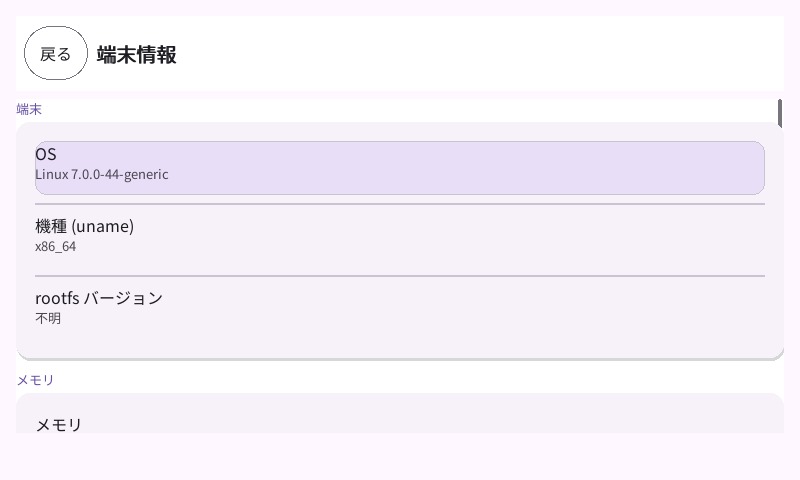 戻る
端末情報
端末
OS
Linux 7.0.0-44-generic
機種 (uname)
x86_64
rootfs バージョン
不明
メモリ
メモリ